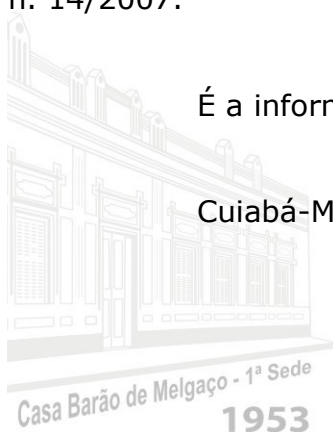 n. 14/2007.
É a inform
Cuiabá-M
Casa Barão de Melgaço - 1ª Sede
1953